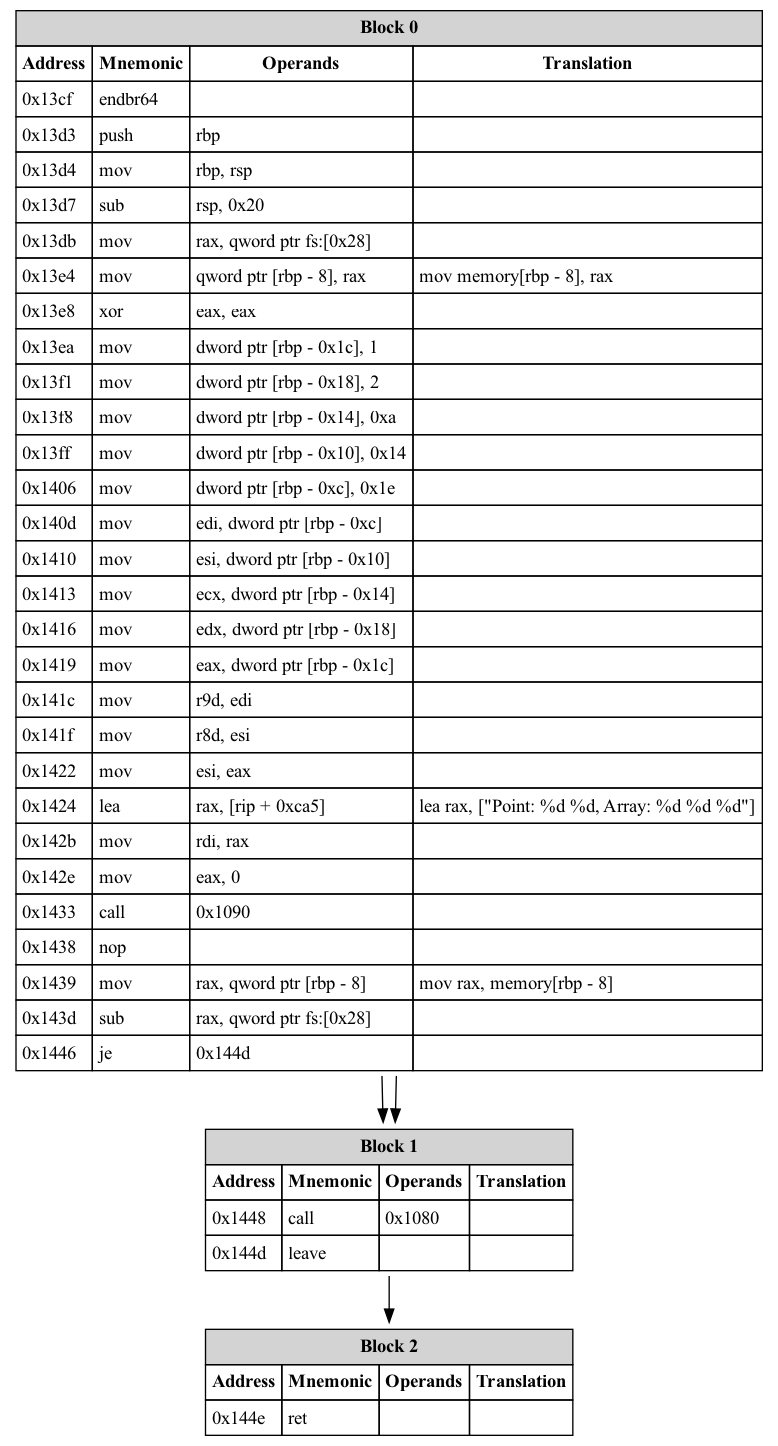 Block 0
Address Mnemonic Operands Translation
0x13cf endbr64
0x13d3 push rbp
0x13d4 mov rbp, rsp
0x13d7 sub rsp, 0x20
0x13db mov rax, qword ptr fs:[0x28]
0x13e4 mov qword ptr [rbp - 8], rax mov memory[rbp - 8], rax
0x13e8 xor eax, eax
0x13ea mov dword ptr [rbp - 0x1c], 1
0x13f1 mov dword ptr [rbp - 0x18], 2
0x13f8 mov dword ptr [rbp - 0x14], 0xa
0x13ff mov dword ptr [rbp - 0x10], 0x14
0x1406 mov dword ptr [rbp - 0xc], 0x1e
0x140d mov edi, dword ptr [rbp - 0xc]
0x1410 mov esi, dword ptr [rbp - 0x10]
0x1413 mov ecx, dword ptr [rbp - 0x14]
0x1416 mov edx, dword ptr [rbp - 0x18]
0x1419 mov eax, dword ptr [rbp - 0x1c]
0x141c mov r9d, edi
0x141f mov r8d, esi
0x1422 mov esi, eax
0x1424 lea rax, [rip + 0xca5] lea rax, ["Point: %d %d, Array: %d %d %d"]
0x142b mov rdi, rax
0x142e mov eax, 0
0x1433 call 0x1090
0x1438 nop
0x1439 mov rax, qword ptr [rbp - 8] mov rax, memory[rbp - 8]
0x143d sub rax, qword ptr fs:[0x28]
0x1446 je 0x144d
Block 1
Address Mnemonic Operands Translation
0x1448 call 0x1080
0x144d leave
Block 2
Address Mnemonic Operands Translation
0x144e ret